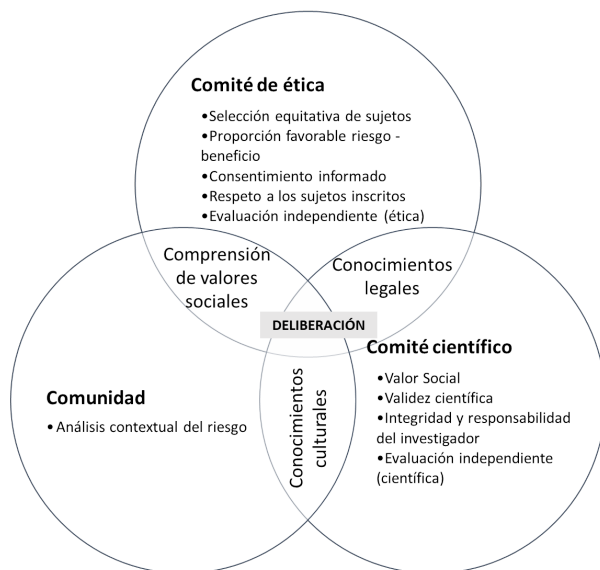 Comité de ética
•Selección equitativa de sujetos
•Proporción favorable riesgo -
beneficio
•Consentimiento informado
•Respeto a los sujetos inscritos
•Evaluación independiente (ética)
Comprensión
de valores
sociales
Conocimientos
legales
DELIBERACIÓN
Comité científico
•Valor Social
•Validez científica
•Integridad y responsabilidad
del investigador
•Evaluación independiente
(científica)
Comunidad
•Análisis contextual del riesgo
Conocimientos
culturales